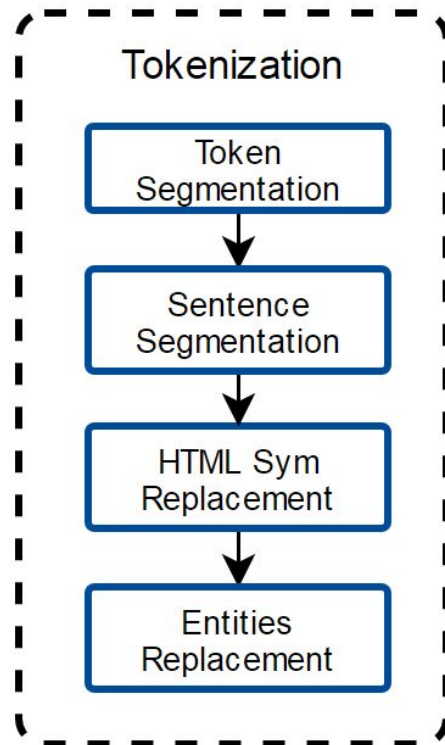 Tokenization
Token
Segmentation
Sentence
Segmentation
HTML Sym
Replacement
Entities
Replacement